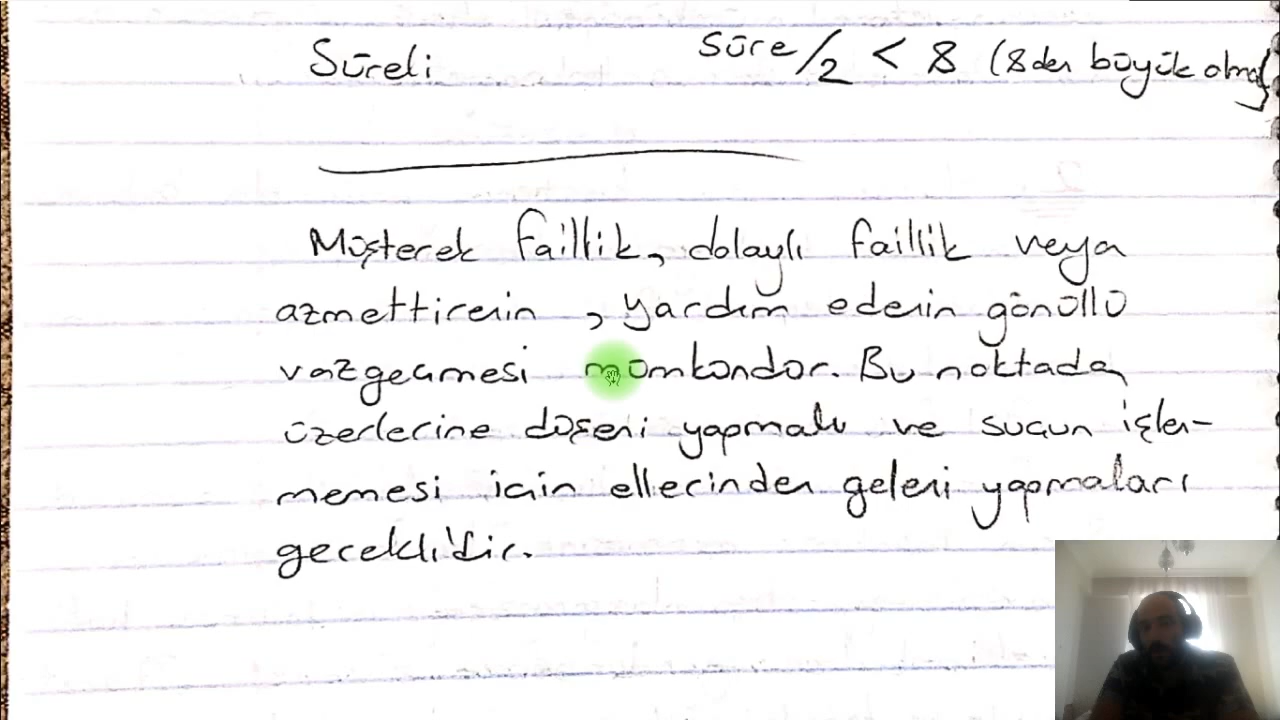 Süreli süre/2 < 8 (8den büyük olmaz
Müşterek faillik, dolaylı faillik veya
azmettirenin, yardım edenin gönüllü
vazgeçmesi mümkündür. Bu noktada
üzerlerine düşeni yapmalı ve suçun işlen-
memesi için ellerinden geleni yapmaları
gereklidir.